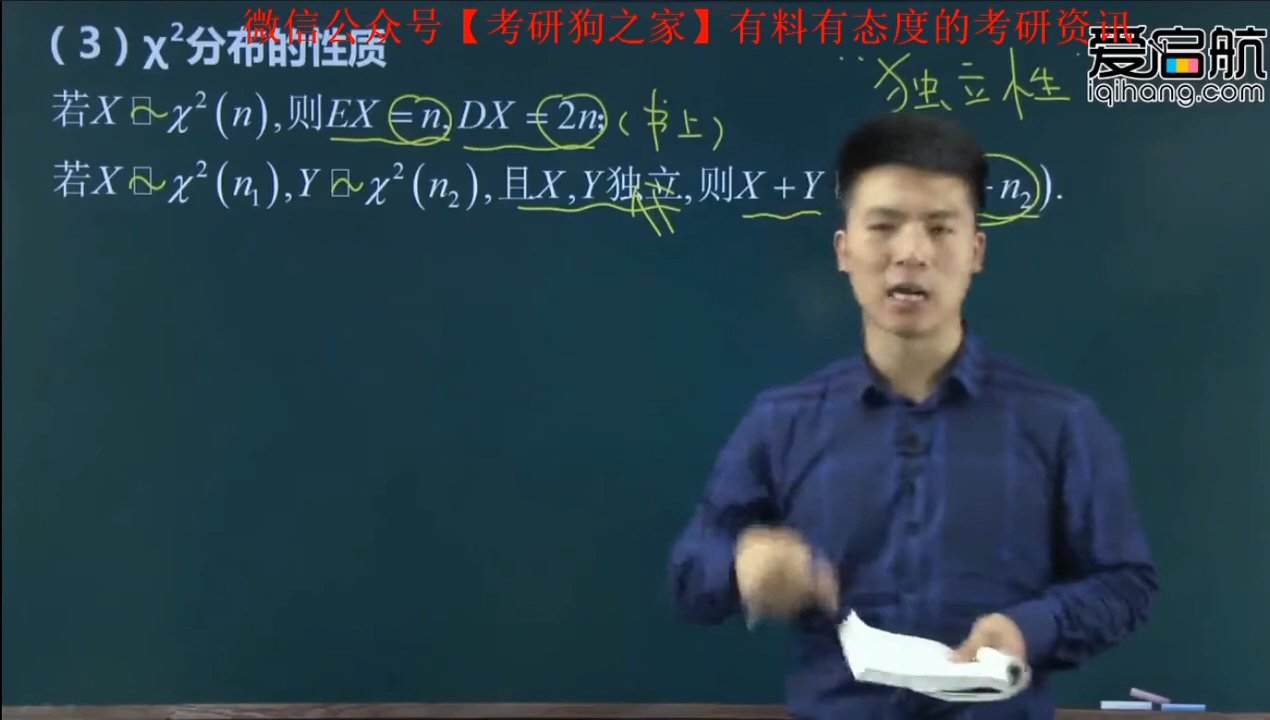 微信公众号【考研狗之家】有料有态度的考研资讯
（3）χ²分布的性质
爱启航
iqihang.com
独立性
若X□~χ²(n),则EX=n,DX=2n;（书上）
若X□~χ²(n₁),Y□~χ²(n₂),且X,Y独立,则X+Y n₂).